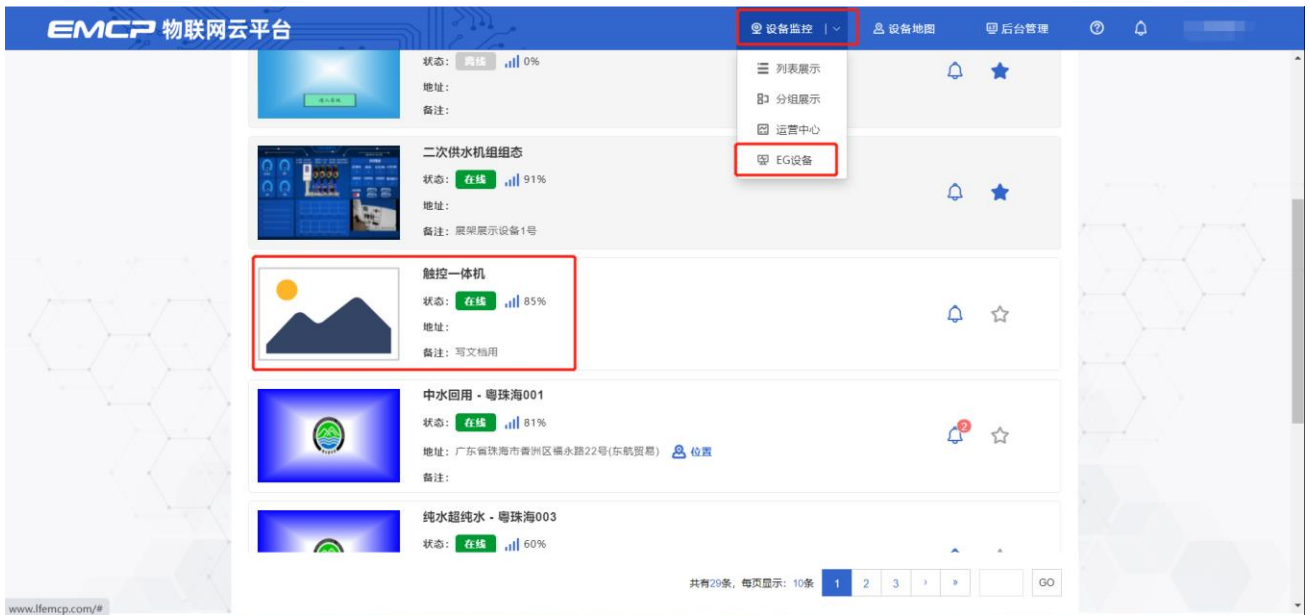 EMCP 物联网云平台
设备监控
设备地图
后台管理
列表展示
分组展示
运营中心
EG设备
状态： 离线 0%
地址：
备注：
进入系统
二次供水机组组态
状态： 在线 91%
地址：
备注：展架展示设备1号
触控一体机
状态： 在线 85%
地址：
备注：写文档用
中水回用 - 粤珠海001
状态： 在线 81%
地址：广东省珠海市香洲区福永路22号(东航贸易) 位置
备注：
2
纯水超纯水 - 粤珠海003
状态： 在线 60%
共有29条，每页显示：10条 1 2 3 › » GO
www.lfemcp.com/#